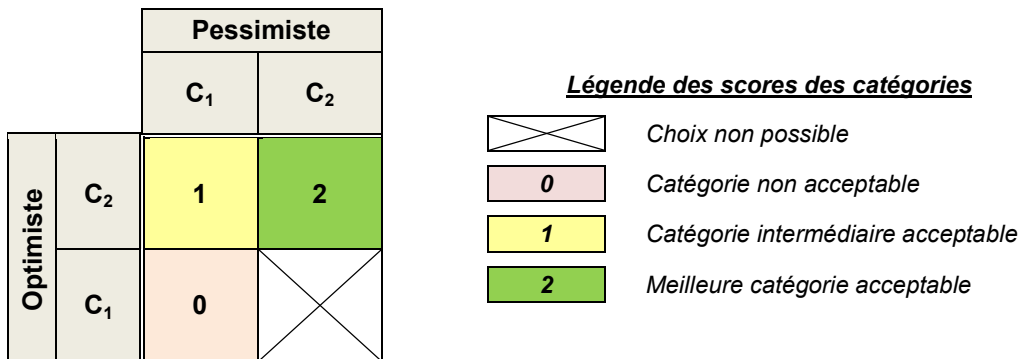 Pessimiste
C₁ C₂
Optimiste
C₂ 1 2
C₁ 0
Légende des scores des catégories
Choix non possible
0 Catégorie non acceptable
1 Catégorie intermédiaire acceptable
2 Meilleure catégorie acceptable